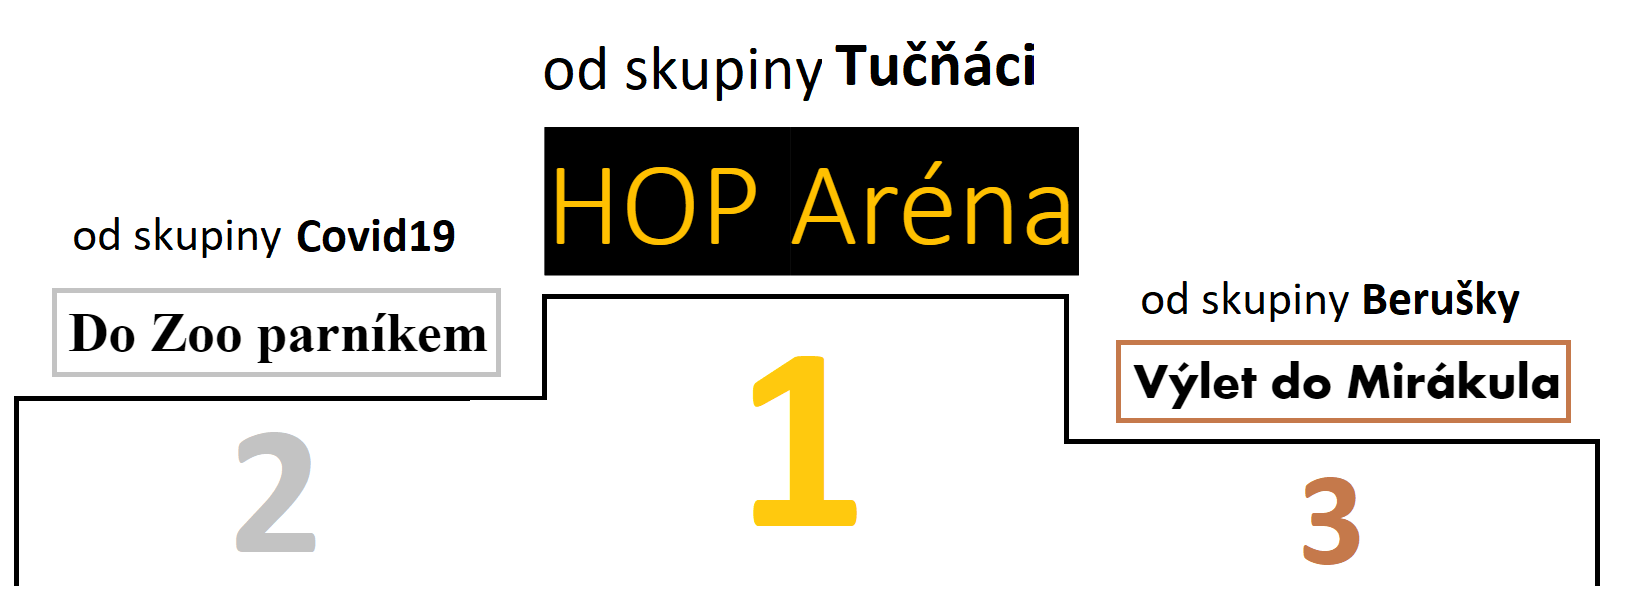 od skupiny Tučňáci
HOP Aréna
od skupiny Covid19
Do Zoo parníkem
od skupiny Berušky
Výlet do Mirákula
1
2
3